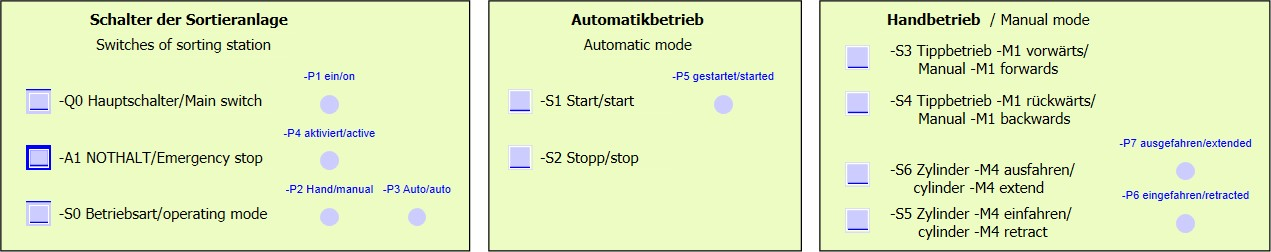 Schalter der Sortieranlage
Switches of sorting station
-P1 ein/on
-Q0 Hauptschalter/Main switch
-P4 aktiviert/active
-A1 NOTHALT/Emergency stop
-P2 Hand/manual -P3 Auto/auto
-S0 Betriebsart/operating mode
Automatikbetrieb
Automatic mode
-P5 gestartet/started
-S1 Start/start
-S2 Stopp/stop
Handbetrieb / Manual mode
-S3 Tippbetrieb -M1 vorwärts/
Manual -M1 forwards
-S4 Tippbetrieb -M1 rückwärts/
Manual -M1 backwards
-P7 ausgefahren/extended
-S6 Zylinder -M4 ausfahren/
cylinder -M4 extend
-P6 eingefahren/retracted
-S5 Zylinder -M4 einfahren/
cylinder -M4 retract